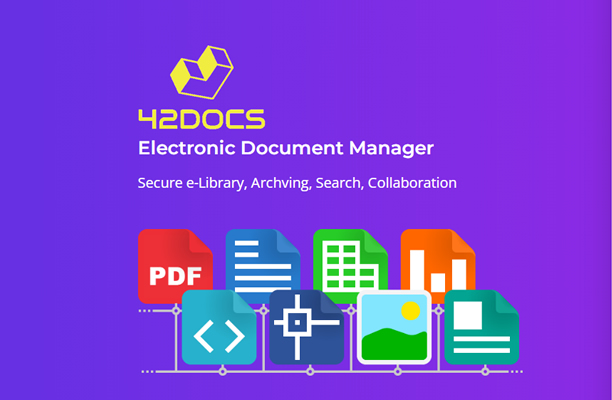 42DOCS
Electronic Document Manager
Secure e-Library, Archving, Search, Collaboration
PDF